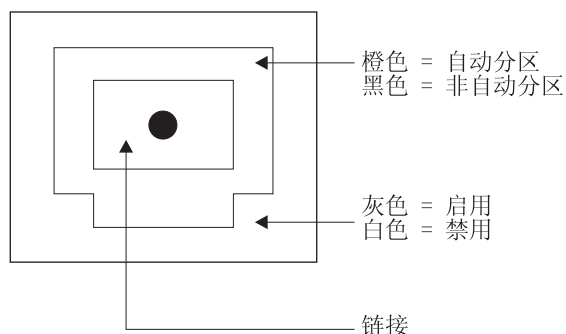 橙色 = 自动分区
黑色 = 非自动分区
灰色 = 启用
白色 = 禁用
链接